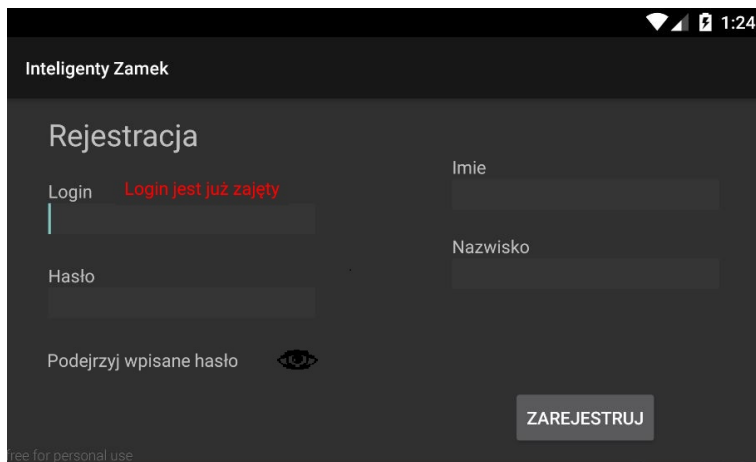 1:24
Inteligenty Zamek
Rejestracja
Login Login jest już zajęty
Hasło
Podejrzyj wpisane hasło
Imie
Nazwisko
ZAREJESTRUJ
free for personal use